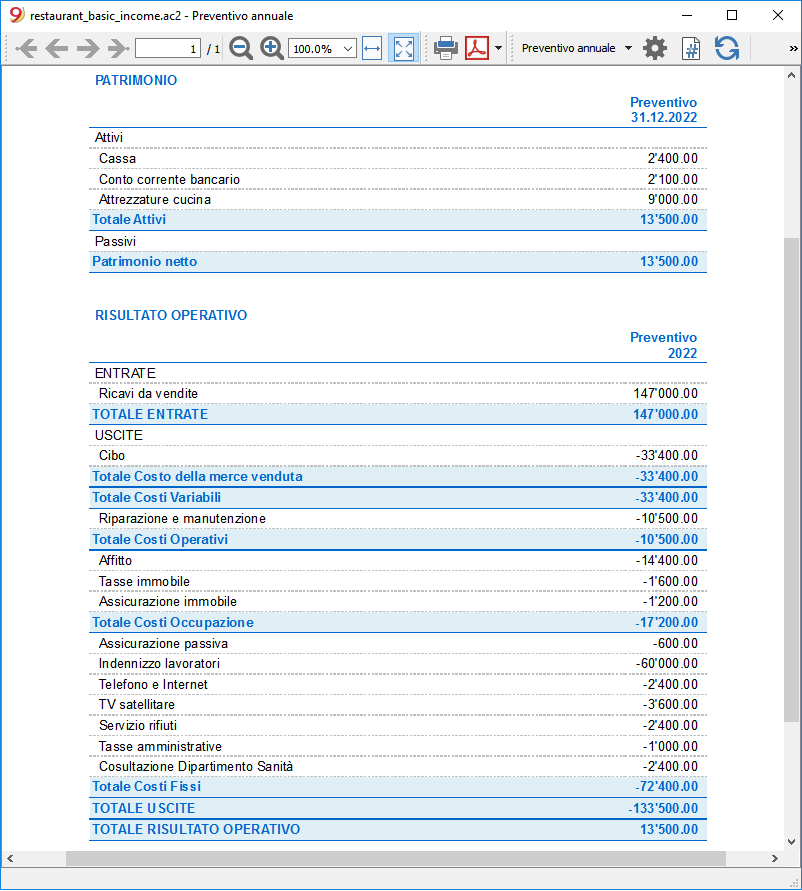 restaurant_basic_income.ac2 - Preventivo annuale
1 / 1 100.0% Preventivo annuale # »
PATRIMONIO
Preventivo
31.12.2022
Attivi
Cassa 2'400.00
Conto corrente bancario 2'100.00
Attrezzature cucina 9'000.00
Totale Attivi 13'500.00
Passivi
Patrimonio netto 13'500.00
RISULTATO OPERATIVO
Preventivo
2022
ENTRATE
Ricavi da vendite 147'000.00
TOTALE ENTRATE 147'000.00
USCITE
Cibo -33'400.00
Totale Costo della merce venduta -33'400.00
Totale Costi Variabili -33'400.00
Riparazione e manutenzione -10'500.00
Totale Costi Operativi -10'500.00
Affitto -14'400.00
Tasse immobile -1'600.00
Assicurazione immobile -1'200.00
Totale Costi Occupazione -17'200.00
Assicurazione passiva -600.00
Indennizzo lavoratori -60'000.00
Telefono e Internet -2'400.00
TV satellitare -3'600.00
Servizio rifiuti -2'400.00
Tasse amministrative -1'000.00
Cosultazione Dipartimento Sanità -2'400.00
Totale Costi Fissi -72'400.00
TOTALE USCITE -133'500.00
TOTALE RISULTATO OPERATIVO 13'500.00